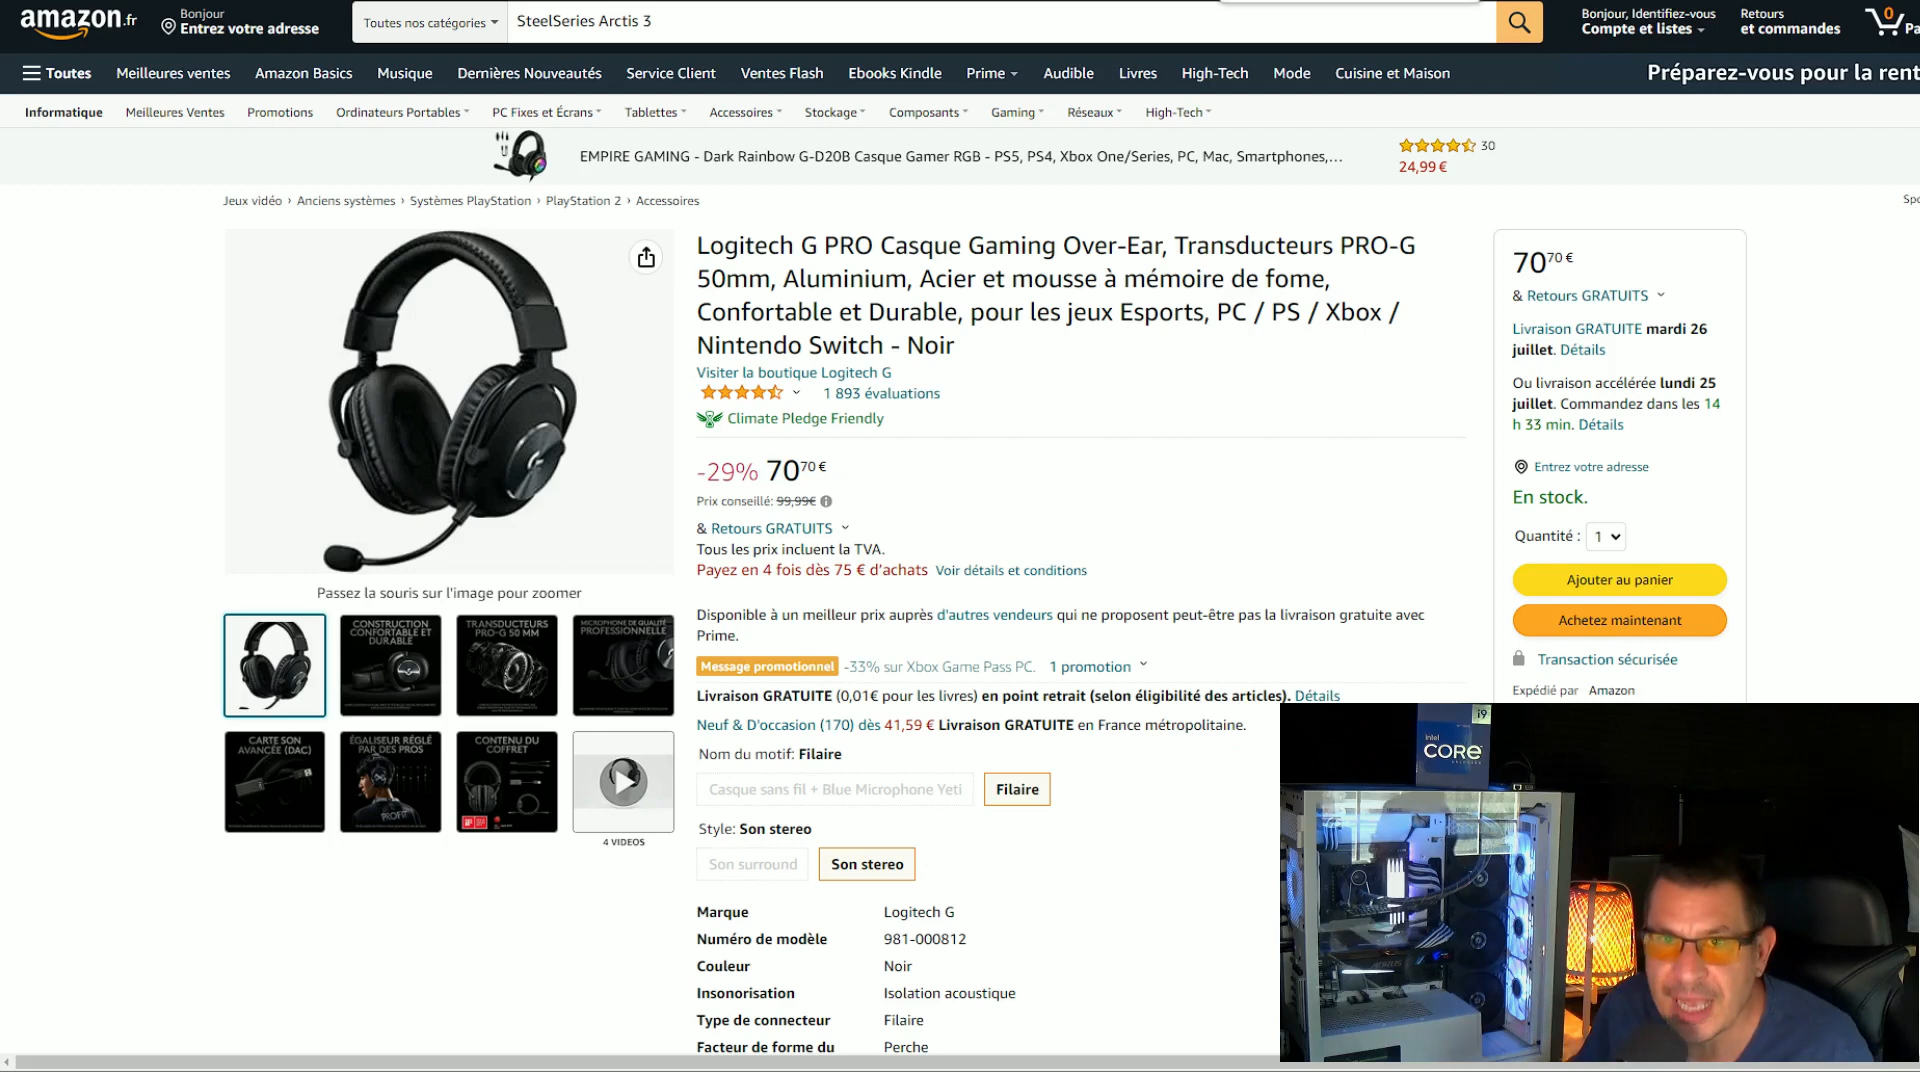 amazon.fr
Bonjour
Entrez votre adresse
Toutes nos catégories
SteelSeries Arctis 3
Bonjour, Identifiez-vous
Compte et listes
Retours
et commandes
0
Pa
Toutes
Meilleures ventes
Amazon Basics
Musique
Dernières Nouveautés
Service Client
Ventes Flash
Ebooks Kindle
Prime
Audible
Livres
High-Tech
Mode
Cuisine et Maison
Préparez-vous pour la rent
Informatique
Meilleures Ventes
Promotions
Ordinateurs Portables
PC Fixes et Écrans
Tablettes
Accessoires
Stockage
Composants
Gaming
Réseaux
High-Tech
EMPIRE GAMING - Dark Rainbow G-D20B Casque Gamer RGB - PS5, PS4, Xbox One/Series, PC, Mac, Smartphones,...
30
24,99 €
Jeux vidéo › Anciens systèmes › Systèmes PlayStation › PlayStation 2 › Accessoires
Spo
Logitech G PRO Casque Gaming Over-Ear, Transducteurs PRO-G
50mm, Aluminium, Acier et mousse à mémoire de fome,
Confortable et Durable, pour les jeux Esports, PC / PS / Xbox /
Nintendo Switch - Noir
Visiter la boutique Logitech G
1 893 évaluations
Climate Pledge Friendly
-29% 70,70 €
Prix conseillé: 99,99€
& Retours GRATUITS
Tous les prix incluent la TVA.
Payez en 4 fois dès 75 € d'achats Voir détails et conditions
Disponible à un meilleur prix auprès d'autres vendeurs qui ne proposent peut-être pas la livraison gratuite avec
Prime.
Message promotionnel -33% sur Xbox Game Pass PC. 1 promotion
Livraison GRATUITE (0,01€ pour les livres) en point retrait (selon éligibilité des articles). Détails
Neuf & D'occasion (170) dès 41,59 € Livraison GRATUITE en France métropolitaine.
Nom du motif: Filaire
Casque sans fil + Blue Microphone Yeti
Filaire
Style: Son stereo
Son surround
Son stereo
Marque Logitech G
Numéro de modèle 981-000812
Couleur Noir
Insonorisation Isolation acoustique
Type de connecteur Filaire
Facteur de forme du Perche
Passez la souris sur l'image pour zoomer
CONSTRUCTION
CONFORTABLE ET
DURABLE
TRANSDUCTEURS
PRO-G 50 MM
MICROPHONE DE QUALITÉ
PROFESSIONNELLE
CARTE SON
AVANCÉE (DAC)
ÉGALISEUR RÉGLÉ
PAR DES PROS
CONTENU DU
COFFRET
4 VIDEOS
70,70 €
& Retours GRATUITS
Livraison GRATUITE mardi 26
juillet. Détails
Ou livraison accélérée lundi 25
juillet. Commandez dans les 14
h 33 min. Détails
Entrez votre adresse
En stock.
Quantité : 1
Ajouter au panier
Achetez maintenant
Transaction sécurisée
Expédié par Amazon
i9
intel
CORE